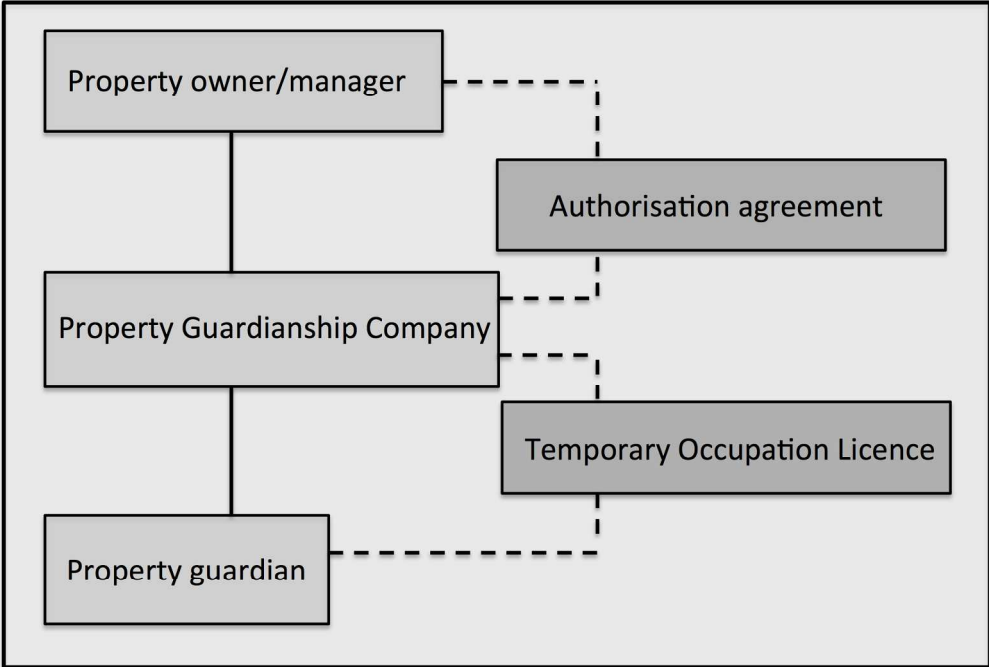 Property owner/manager
Authorisation agreement
Property Guardianship Company
Temporary Occupation Licence
Property guardian